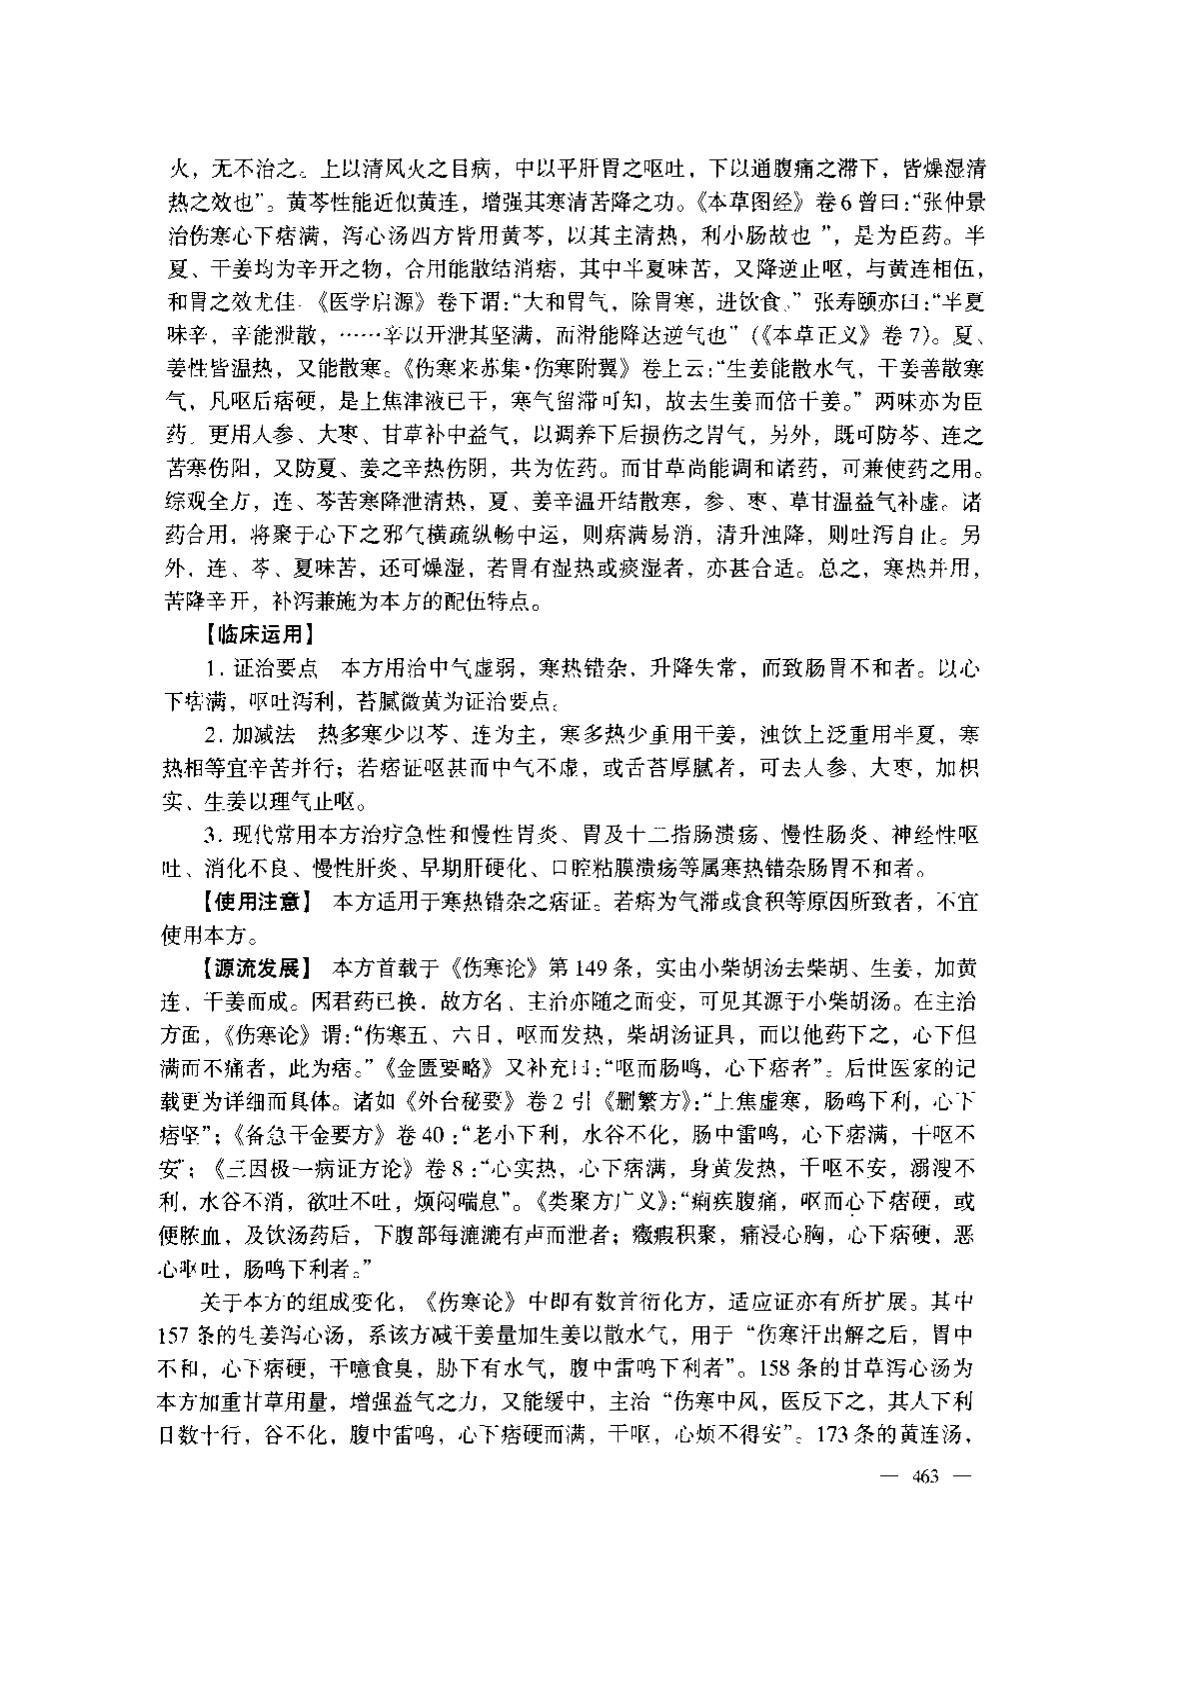 火，无不治之。上以清风火之目病，中以平肝胃之呕吐，下以通腹痛之滞下，皆燥湿清
热之效也”。黄芩性能近似黄连，增强其寒清苦降之功。《本草图经》卷6曾曰：“张仲景
治伤寒心下痞满，泻心汤四方皆用黄芩，以其主清热，利小肠故也 ”，是为臣药。半
夏、干姜均为辛开之物，合用能散结消痞，其中半夏味苦，又降逆止呕，与黄连相伍，
和胃之效尤佳.《医学启源》卷下谓：“大和胃气，除胃寒，进饮食。” 张寿颐亦曰：“半夏
味辛，辛能泄散，……辛以开泄其坚满，而滑能降达逆气也”（《本草正义》卷 7）。夏、
姜性皆温热，又能散寒。《伤寒来苏集·伤寒附翼》卷上云：“生姜能散水气，干姜善散寒
气，凡呕后痞硬，是上焦津液已干，寒气留滞可知，故去生姜而倍干姜。” 两味亦为臣
药. 更用人参、大枣、甘草补中益气，以调养下后损伤之胃气，另外，既可防芩、连之
苦寒伤阳，又防夏、姜之辛热伤阴，共为佐药。而甘草尚能调和诸药，可兼使药之用。
综观全方，连、芩苦寒降泄清热，夏、姜辛温开结散寒，参、枣、草甘温益气补虚。诸
药合用，将聚于心下之邪气横疏纵畅中运，则痞满易消，清升浊降，则吐泻自止。另
外，连、芩、夏味苦，还可燥湿，若胃有湿热或痰湿者，亦甚合适。总之，寒热并用，
苦降辛开，补泻兼施为本方的配伍特点。
【临床运用】
1. 证治要点 本方用治中气虚弱，寒热错杂、升降失常，而致肠胃不和者。以心
下痞满，呕吐泻利，苔腻微黄为证治要点。
2. 加减法 热多寒少以芩、连为主，寒多热少重用干姜，浊饮上泛重用半夏，寒
热相等宜辛苦并行；若痞证呕甚而中气不虚，或舌苔厚腻者，可去人参、大枣，加枳
实、生姜以理气止呕。
3. 现代常用本方治疗急性和慢性胃炎、胃及十二指肠溃疡、慢性肠炎、神经性呕
吐、消化不良、慢性肝炎、早期肝硬化、口腔粘膜溃疡等属寒热错杂肠胃不和者。
【使用注意】 本方适用于寒热错杂之痞证。若痞为气滞或食积等原因所致者，不宜
使用本方。
【源流发展】 本方首载于《伤寒论》第 149 条，实由小柴胡汤去柴胡、生姜，加黄
连、干姜而成。因君药已换，故方名、主治亦随之而变，可见其源于小柴胡汤。在主治
方面，《伤寒论》谓：“伤寒五、六日，呕而发热，柴胡汤证具，而以他药下之，心下但
满而不痛者，此为痞。”《金匮要略》又补充曰：“呕而肠鸣，心下痞者”。后世医家的记
载更为详细而具体。诸如《外台秘要》卷 2 引《删繁方》：“上焦虚寒，肠鸣下利，心下
痞坚”；《备急千金要方》卷 40：“老小下利，水谷不化，肠中雷鸣，心下痞满，干呕不
安”；《三因极一病证方论》卷 8：“心实热，心下痞满，身黄发热，干呕不安，溺溲不
利，水谷不消，欲吐不吐，烦闷喘息”。《类聚方广义》：“痢疾腹痛，呕而心下痞硬，或
便脓血，及饮汤药后，下腹部每漉漉有声而泄者；癥瘕积聚，痛浸心胸，心下痞硬，恶
心呕吐，肠鸣下利者。”
关于本方的组成变化，《伤寒论》中即有数首衍化方，适应证亦有所扩展。其中
157 条的生姜泻心汤，系该方减干姜量加生姜以散水气，用于 “伤寒汗出解之后，胃中
不和，心下痞硬，干噫食臭，胁下有水气，腹中雷鸣下利者”。158 条的甘草泻心汤为
本方加重甘草用量，增强益气之力，又能缓中，主治 “伤寒中风，医反下之，其人下利
日数十行，谷不化，腹中雷鸣，心下痞硬而满，干呕，心烦不得安”。173 条的黄连汤，
— 463 —